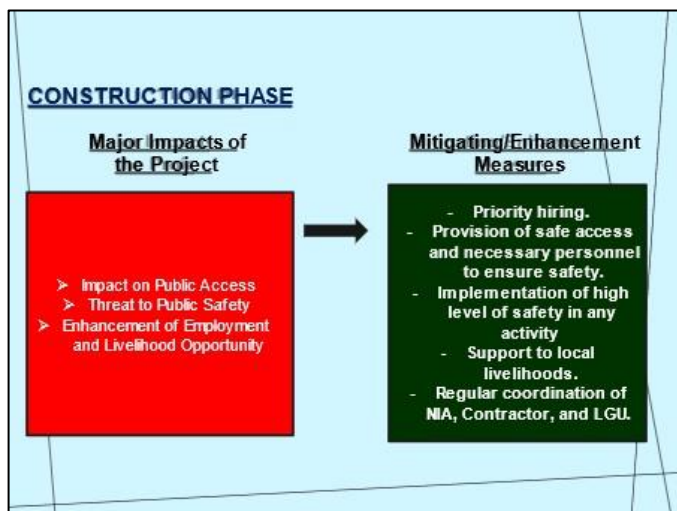 CONSTRUCTION PHASE
Major Impacts of
the Project
➢ Impact on Public Access
➢ Threat to Public Safety
➢ Enhancement of Employment
and Livelihood Opportunity
Mitigating/Enhancement
Measures
- Priority hiring.
- Provision of safe access
and necessary personnel
to ensure safety.
- Implementation of high
level of safety in any
activity
- Support to local
livelihoods.
- Regular coordination of
NIA, Contractor, and LGU.